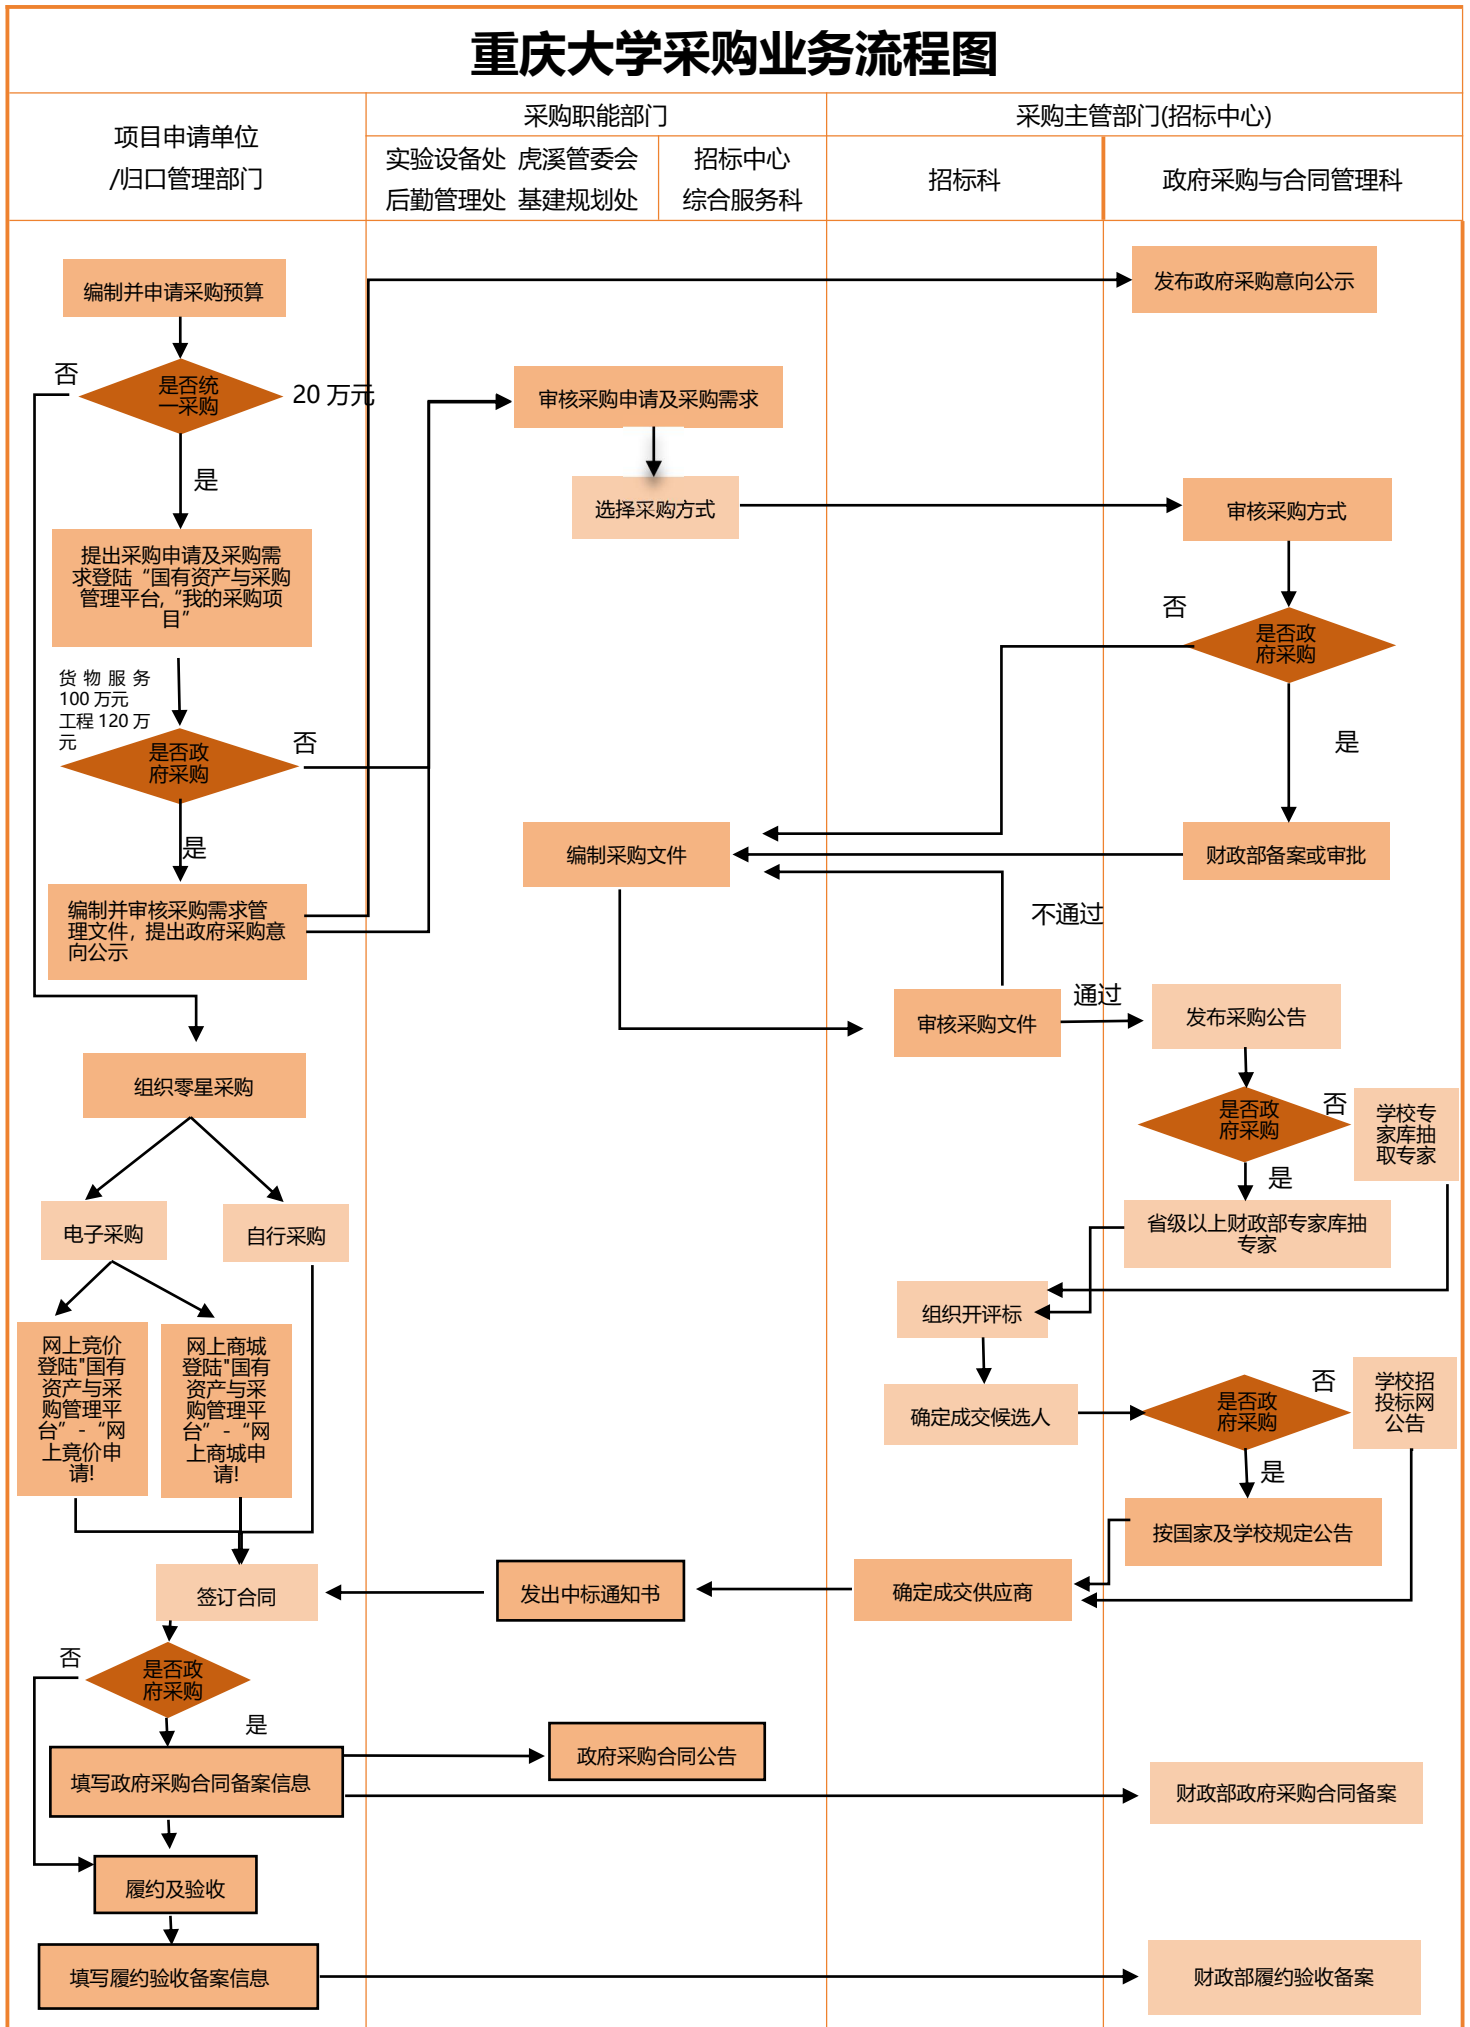 重庆大学采购业务流程图
项目申请单位
/归口管理部门
采购职能部门
实验设备处 虎溪管委会
后勤管理处 基建规划处
招标中心
综合服务科
采购主管部门(招标中心)
招标科
政府采购与合同管理科
编制并申请采购预算
发布政府采购意向公示
否
是否统
一采购
20万元
审核采购申请及采购需求
是
选择采购方式
审核采购方式
提出采购申请及采购需
求登陆“国有资产与采购
管理平台,“我的采购项
目”
否
是否政
府采购
货物服务
100万元
工程120万
元
是否政
府采购
否
是
是
编制采购文件
财政部备案或审批
编制并审核采购需求管
理文件，提出政府采购意
向公示
不通过
审核采购文件
通过
发布采购公告
组织零星采购
是否政
府采购
否
学校专
家库抽
取专家
是
电子采购
自行采购
省级以上财政部专家库抽
专家
组织开评标
网上竞价
登陆"国有
资产与采
购管理平
台”-“网
上竟价申
请!
网上商城
登陆"国有
资产与采
购管理平
台”-“网
上商城申
请!
确定成交候选人
是否政
府采购
否
学校招
投标网
公告
是
按国家及学校规定公告
签订合同
发出中标通知书
确定成交供应商
否
是否政
府采购
是
填写政府采购合同备案信息
政府采购合同公告
财政部政府采购合同备案
履约及验收
填写履约验收备案信息
财政部履约验收备案